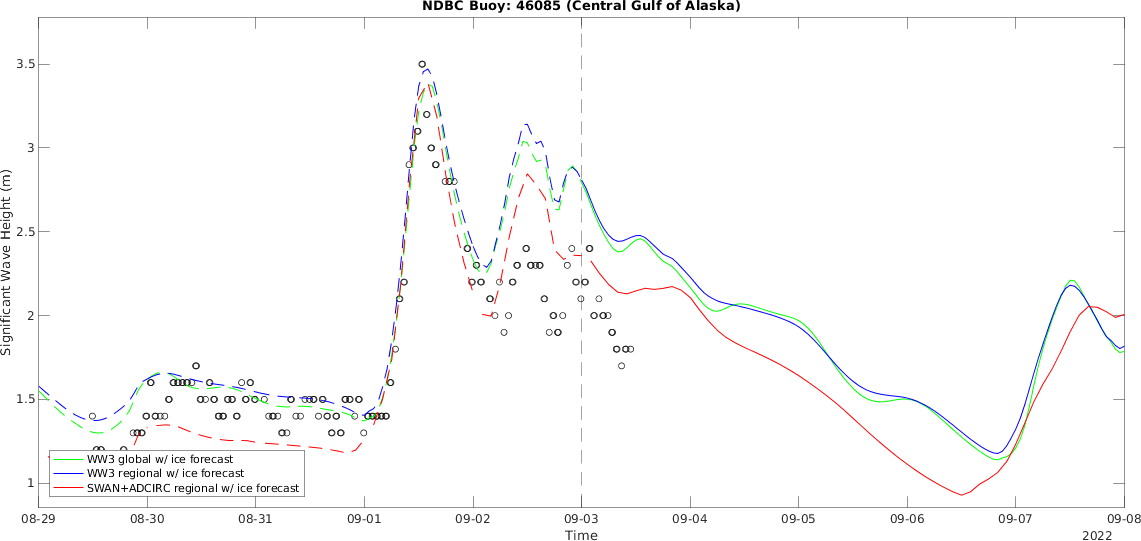 NDBC Buoy: 46085 (Central Gulf of Alaska)
Significant Wave Height (m)
3.5
3
2.5
2
1.5
1
WW3 global w/ ice forecast
WW3 regional w/ ice forecast
SWAN+ADCIRC regional w/ ice forecast
08-29 08-30 08-31 09-01 09-02 09-03 09-04 09-05 09-06 09-07 09-08
Time
2022